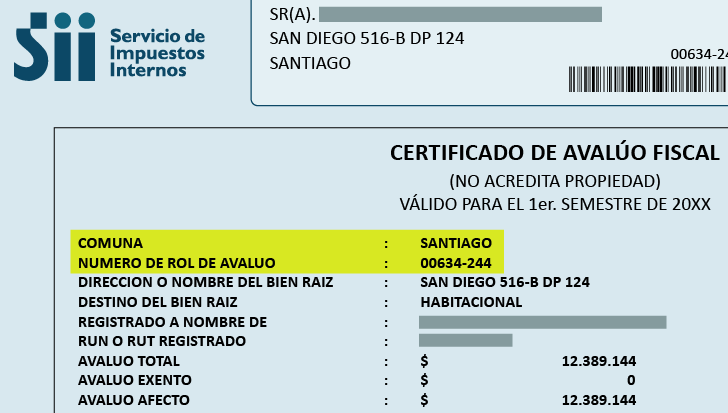 Sii Servicio de
Impuestos
Internos
SR(A).
SAN DIEGO 516-B DP 124
SANTIAGO
00634-24
CERTIFICADO DE AVALÚO FISCAL
(NO ACREDITA PROPIEDAD)
VÁLIDO PARA EL 1er. SEMESTRE DE 20XX
COMUNA : SANTIAGO
NUMERO DE ROL DE AVALUO : 00634-244
DIRECCION O NOMBRE DEL BIEN RAIZ : SAN DIEGO 516-B DP 124
DESTINO DEL BIEN RAIZ : HABITACIONAL
REGISTRADO A NOMBRE DE :
RUN O RUT REGISTRADO :
AVALUO TOTAL : $ 12.389.144
AVALUO EXENTO : $ 0
AVALUO AFECTO : $ 12.389.144